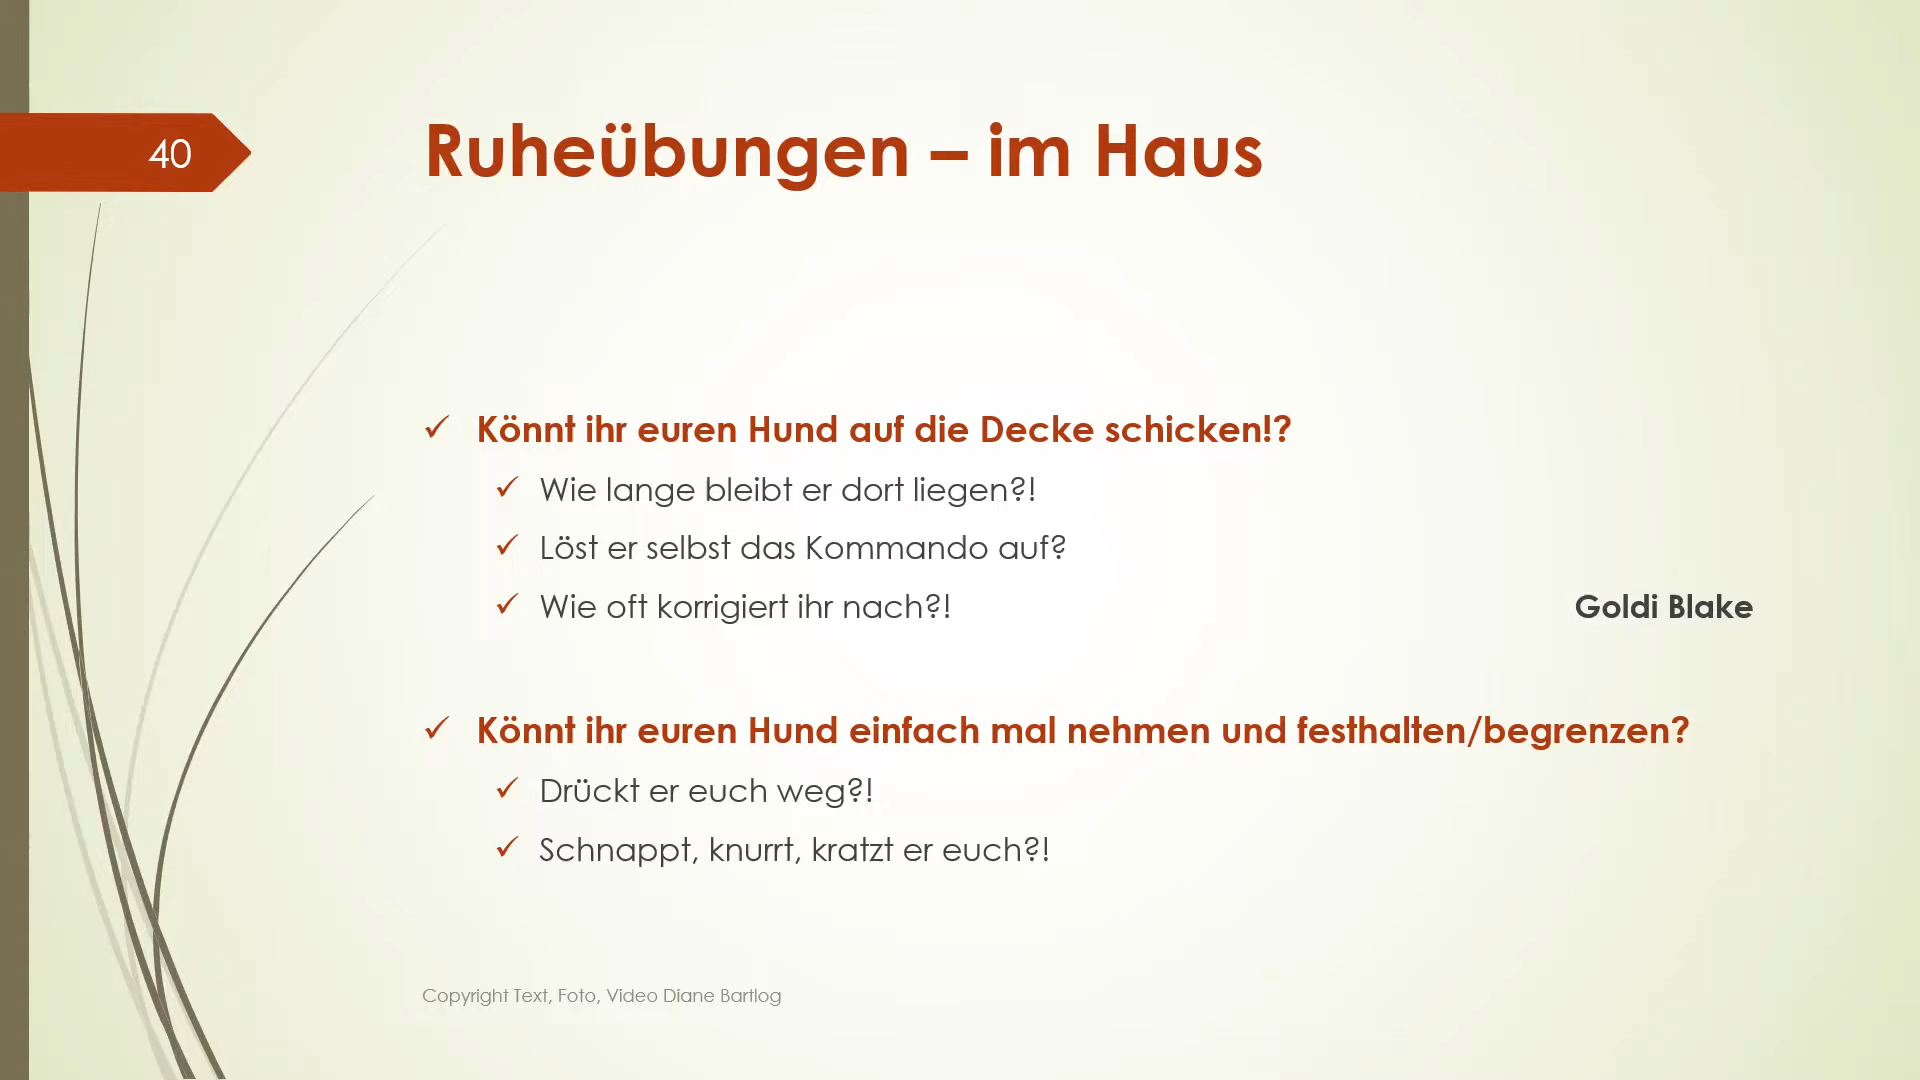 40
Ruheübungen – im Haus
Könnt ihr euren Hund auf die Decke schicken!?
Wie lange bleibt er dort liegen?!
Löst er selbst das Kommando auf?
Wie oft korrigiert ihr nach?! Goldi Blake
Könnt ihr euren Hund einfach mal nehmen und festhalten/begrenzen?
Drückt er euch weg?!
Schnappt, knurrt, kratzt er euch?!
Copyright Text, Foto, Video Diane Bartlog